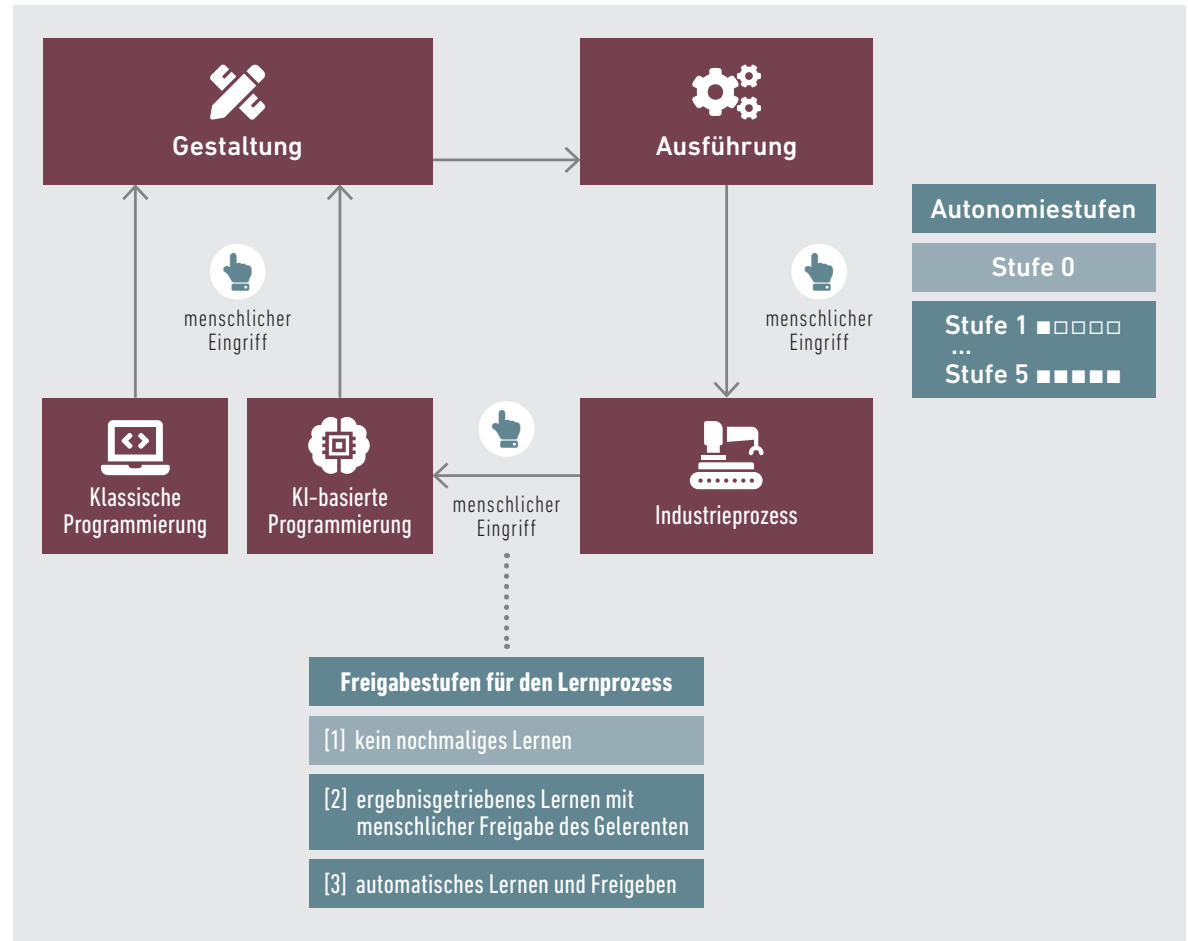 Gestaltung
Ausführung
Autonomiestufen
Stufe 0
Stufe 1 ■□□□□
...
Stufe 5 ■■■■■
menschlicher
Eingriff
menschlicher
Eingriff
Klassische
Programmierung
KI-basierte
Programmierung
menschlicher
Eingriff
Industrieprozess
Freigabestufen für den Lernprozess
[1] kein nochmaliges Lernen
[2] ergebnisgetriebenes Lernen mit
menschlicher Freigabe des Gelerenten
[3] automatisches Lernen und Freigeben